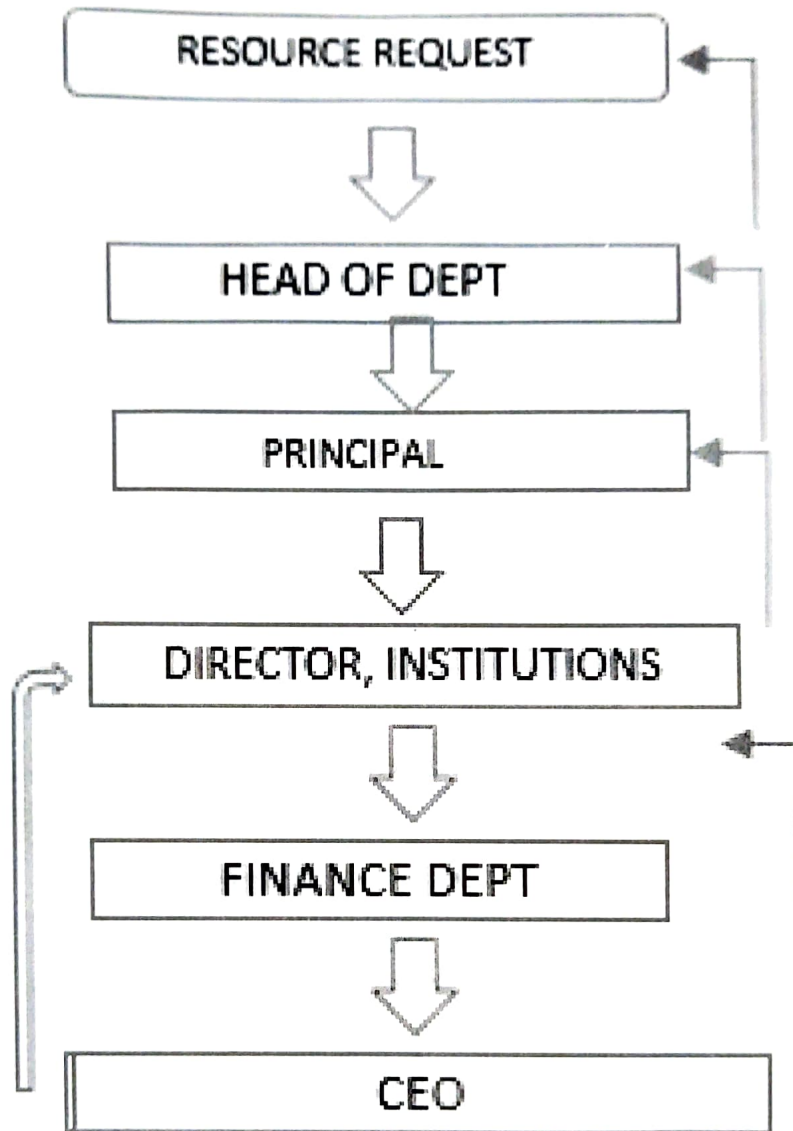 RESOURCE REQUEST
HEAD OF DEPT
PRINCIPAL
DIRECTOR, INSTITUTIONS
FINANCE DEPT
CEO